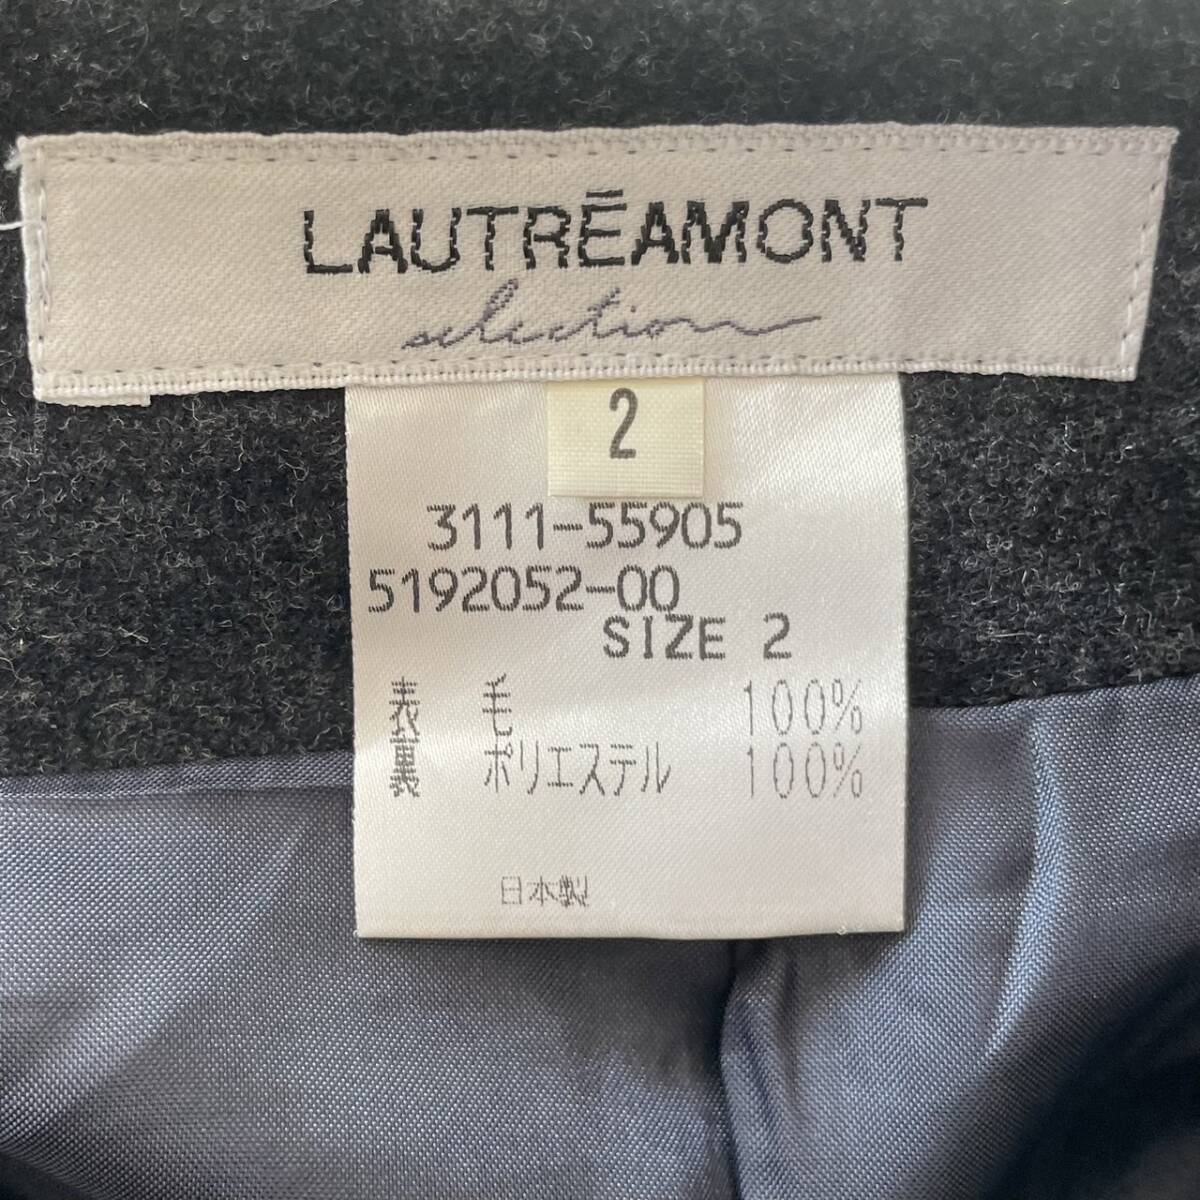 LAUTRĒAMONT
selection
2
3111-55905
5192052-00
SIZE 2
表 毛 100%
裏 ポリエステル 100%
日本製